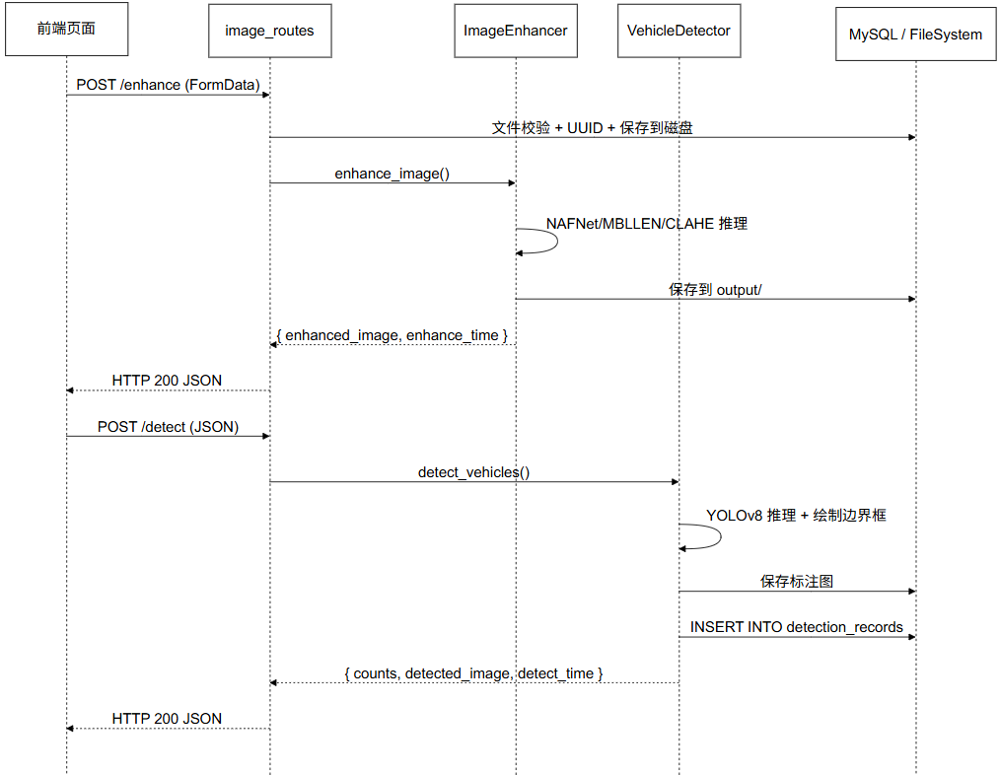 前端页面
image_routes
ImageEnhancer
VehicleDetector
MySQL / FileSystem
POST /enhance (FormData)
文件校验 + UUID + 保存到磁盘
enhance_image()
NAFNet/MBLLEN/CLAHE 推理
保存到 output/
{ enhanced_image, enhance_time }
HTTP 200 JSON
POST /detect (JSON)
detect_vehicles()
YOLOv8 推理 + 绘制边界框
保存标注图
INSERT INTO detection_records
{ counts, detected_image, detect_time }
HTTP 200 JSON